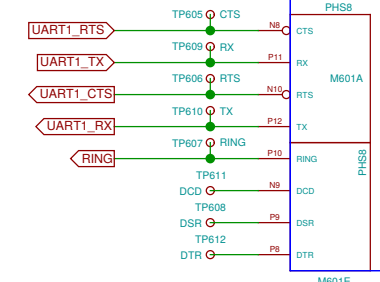 PHS8
TP605 CTS
UART1_RTS N8 CTS
TP609 RX
UART1_TX P11 RX
M601A
TP606 RTS
UART1_CTS N10 RTS
TP610 TX
UART1_RX P12 TX
TP607 RING
RING P10 RING
PHS8
TP611
DCD N9 DCD
TP608
DSR P9 DSR
TP612
DTR P8 DTR